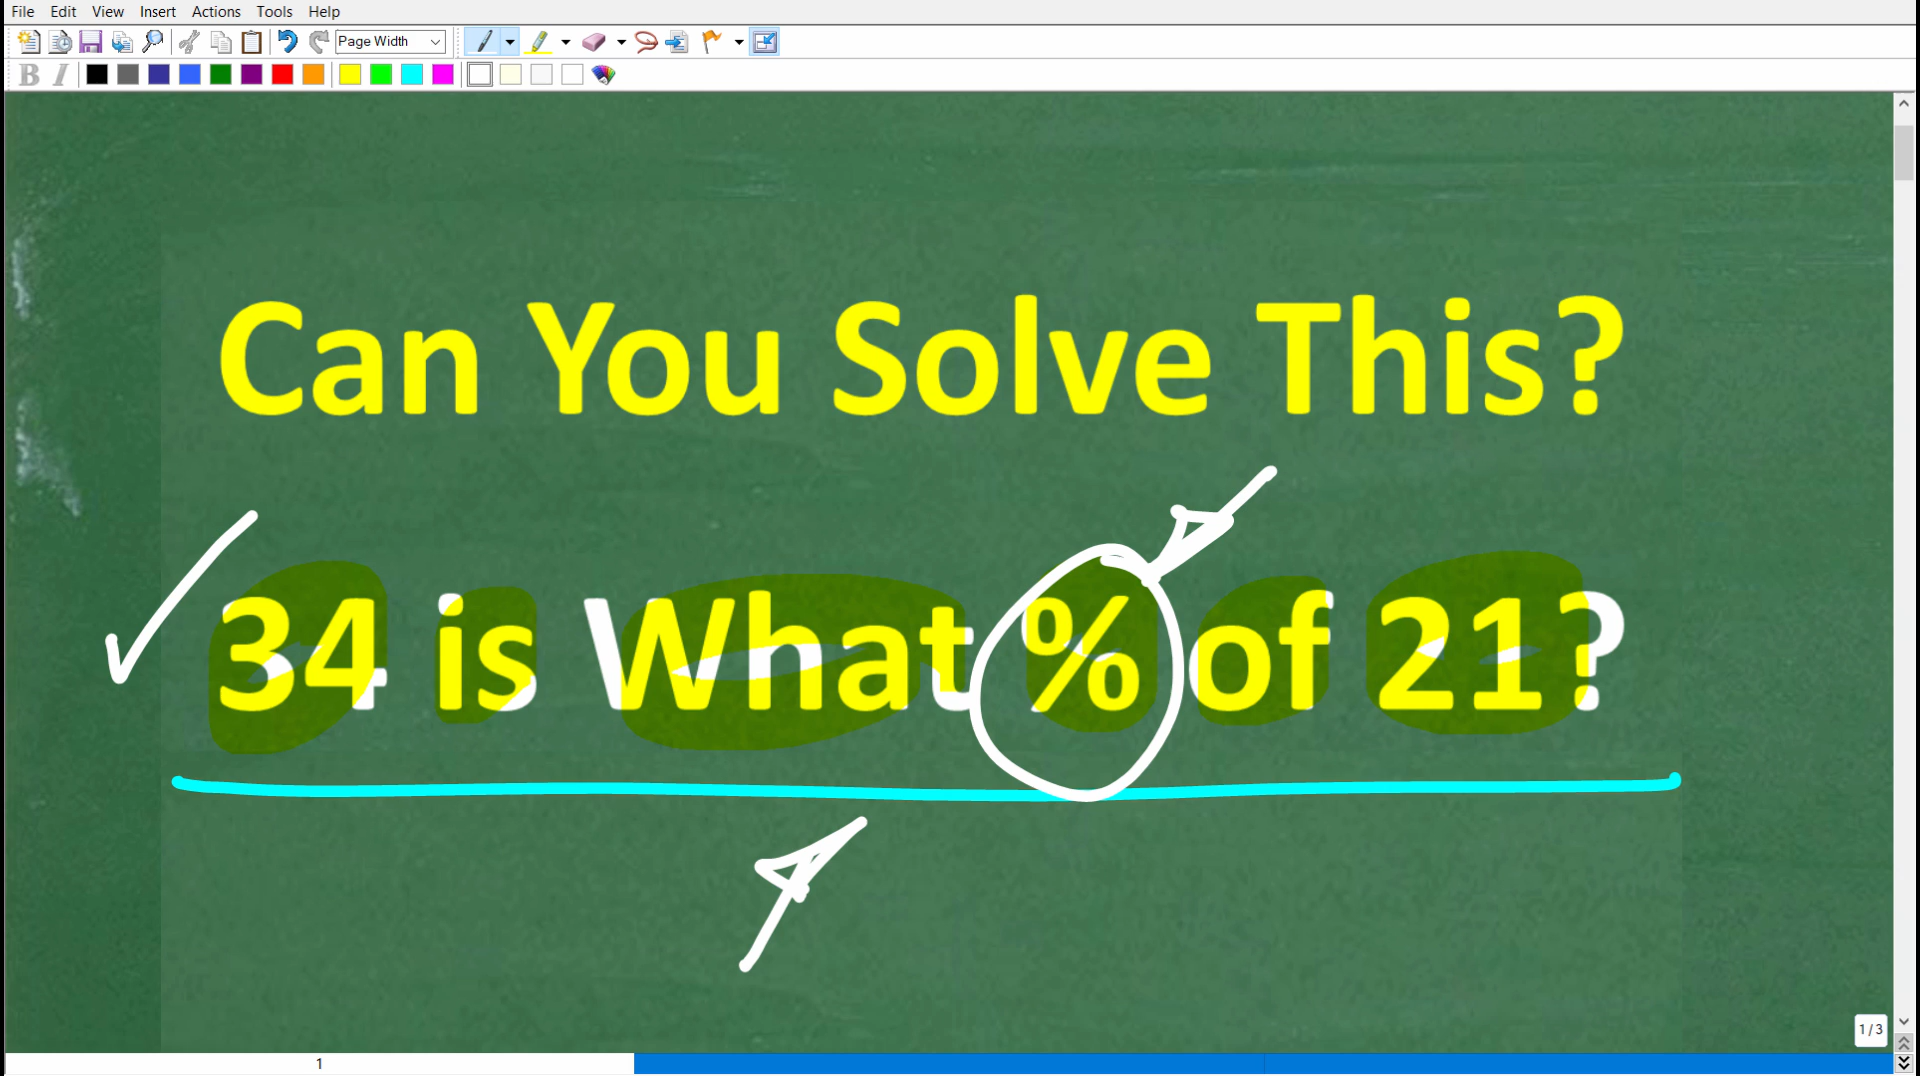 File Edit View Insert Actions Tools Help
Page Width
B I
Can You Solve This?
34 is What % of 21?
1 / 3
1